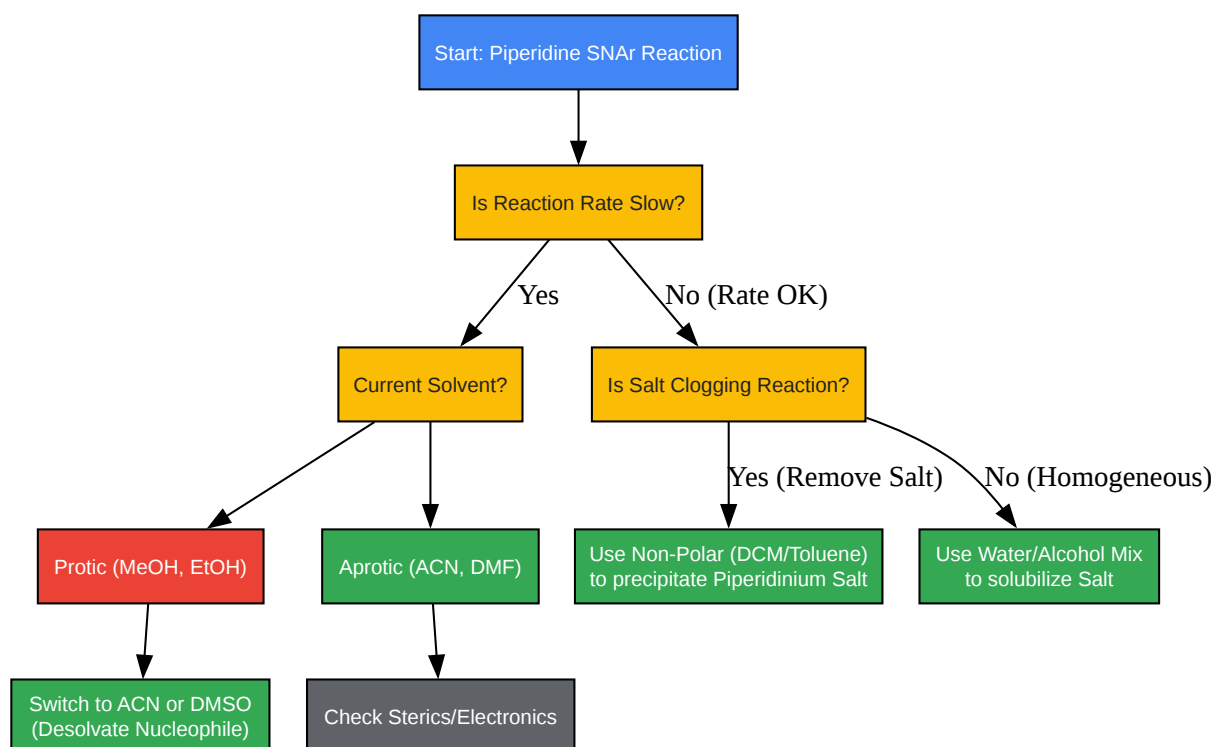 Start: Piperidine SNAr Reaction
Is Reaction Rate Slow?
Yes
No (Rate OK)
Current Solvent?
Is Salt Clogging Reaction?
Yes (Remove Salt)
No (Homogeneous)
Protic (MeOH, EtOH)
Aprotic (ACN, DMF)
Use Non-Polar (DCM/Toluene)
to precipitate Piperidinium Salt
Use Water/Alcohol Mix
to solubilize Salt
Switch to ACN or DMSO
(Desolvate Nucleophile)
Check Sterics/Electronics